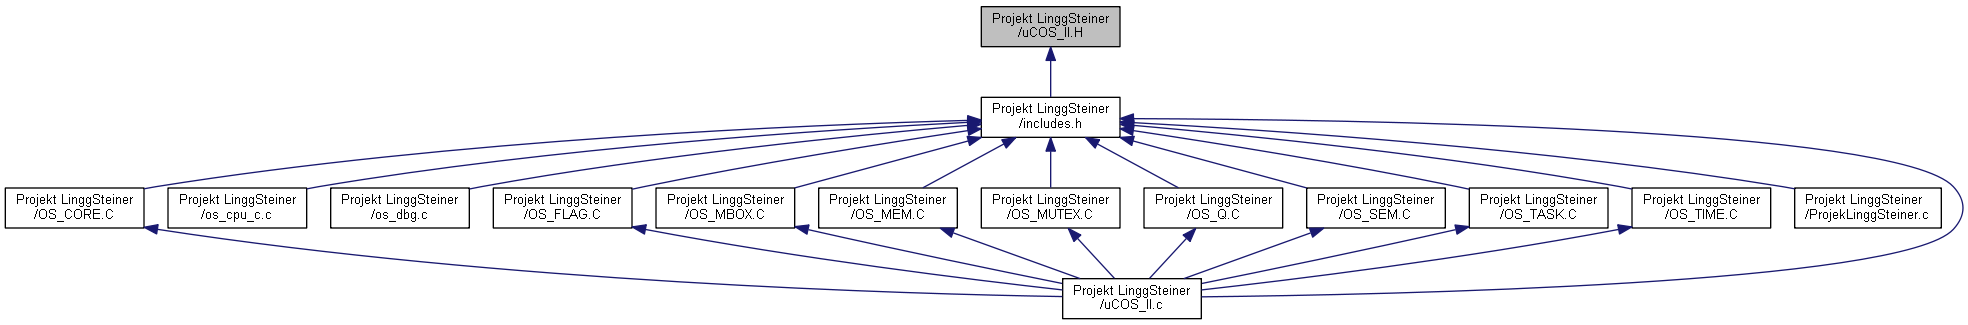 Projekt LinggSteiner
/uCOS_II.H
Projekt LinggSteiner
/includes.h
Projekt LinggSteiner
/OS_CORE.C
Projekt LinggSteiner
/os_cpu_c.c
Projekt LinggSteiner
/os_dbg.c
Projekt LinggSteiner
/OS_FLAG.C
Projekt LinggSteiner
/OS_MBOX.C
Projekt LinggSteiner
/OS_MEM.C
Projekt LinggSteiner
/OS_MUTEX.C
Projekt LinggSteiner
/OS_Q.C
Projekt LinggSteiner
/OS_SEM.C
Projekt LinggSteiner
/OS_TASK.C
Projekt LinggSteiner
/OS_TIME.C
Projekt LinggSteiner
/ProjekLinggSteiner.c
Projekt LinggSteiner
/uCOS_II.c